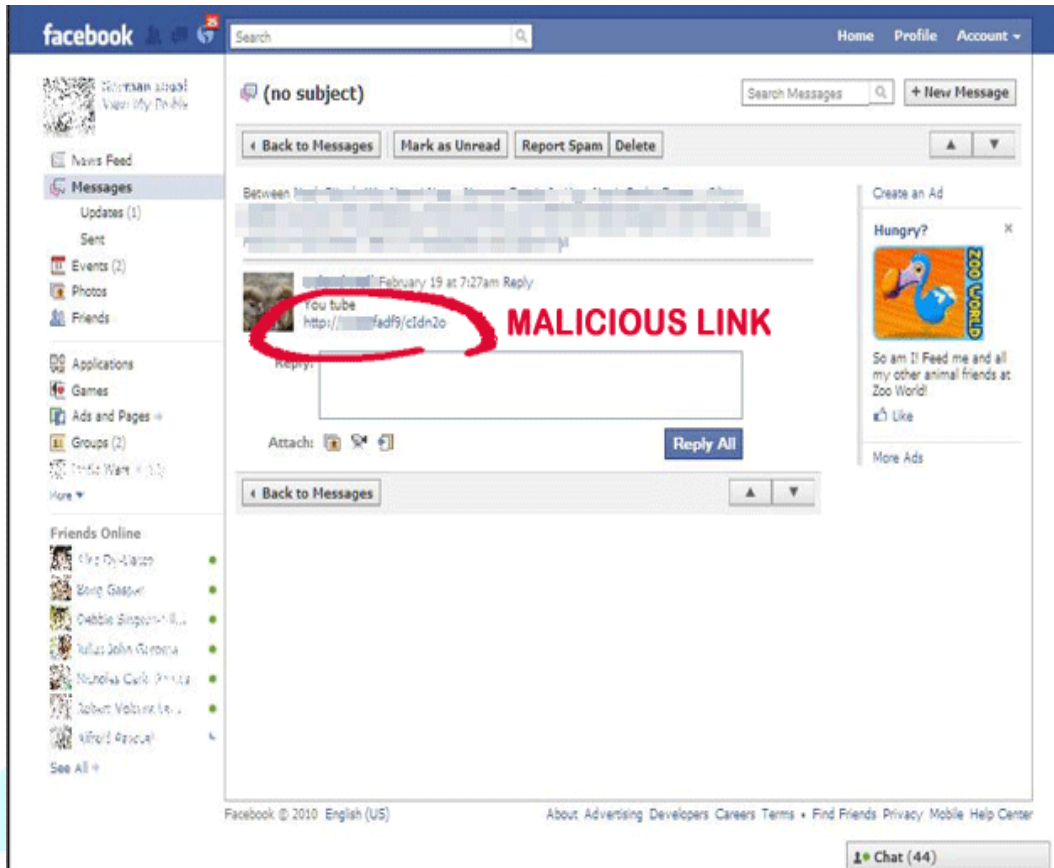 facebook 25 Search Home Profile Account
View My Profile
(no subject) Search Messages + New Message
Back to Messages Mark as Unread Report Spam Delete
News Feed
Messages
Updates (1)
Sent
Events (2)
Photos
Friends
Applications
Games
Ads and Pages
Groups (2)
More
Friends Online
See All
Between
February 19 at 7:27am Reply
You tube
http:// fadf9/cIdn2o
MALICIOUS LINK
Reply:
Attach: Reply All
Back to Messages
Create an Ad
Hungry?
ZOO WORLD
So am I! Feed me and all
my other animal friends at
Zoo World!
Like
More Ads
Facebook © 2010 English (US) About Advertising Developers Careers Terms • Find Friends Privacy Mobile Help Center
Chat (44)